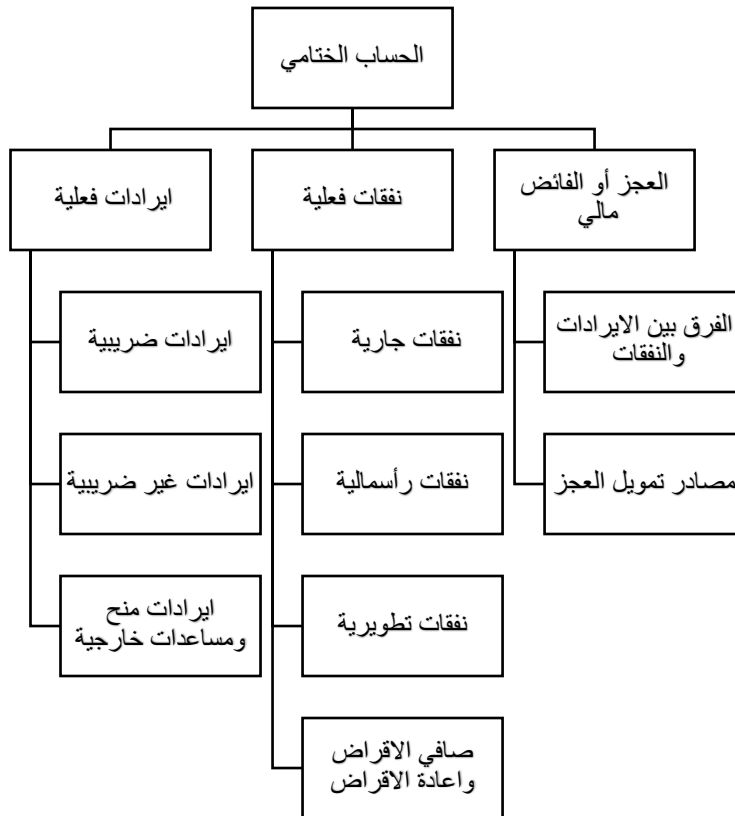 الحساب الختامي
العجز أو الفائض
مالي
الفرق بين الايرادات
والنفقات
مصادر تمويل العجز
نفقات فعلية
نفقات جارية
نفقات رأسمالية
نفقات تطويرية
صافي الاقراض
واعادة الاقراض
ايرادات فعلية
ايرادات ضريبية
ايرادات غير ضريبية
ايرادات منح
ومساعدات خارجية